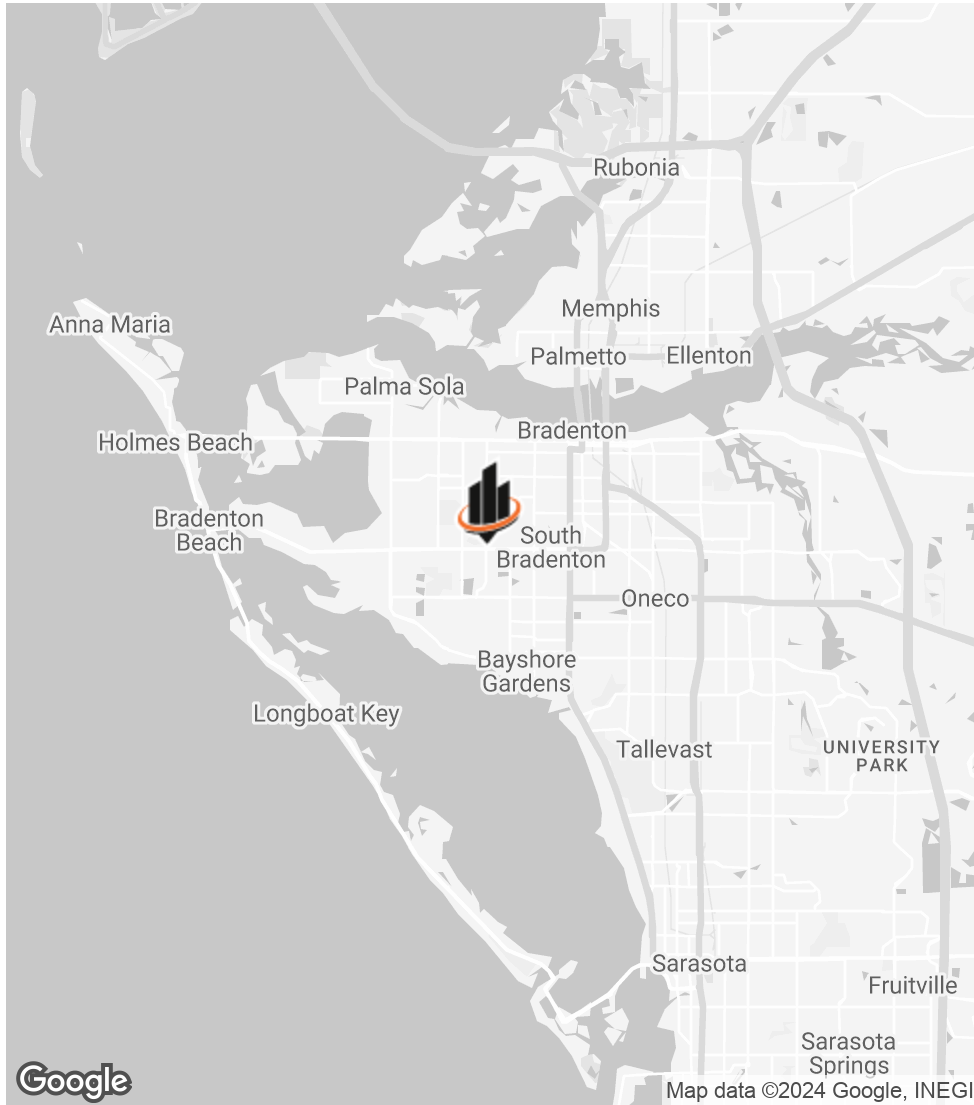 Rubonia
Memphis
Anna Maria
Palmetto
Ellenton
Palma Sola
Bradenton
Holmes Beach
Bradenton
Beach
South
Bradenton
Oneco
Bayshore
Gardens
Longboat Key
Tallevast
UNIVERSITY
PARK
Sarasota
Fruitville
Sarasota
Springs
Google
Map data ©2024 Google, INEGI